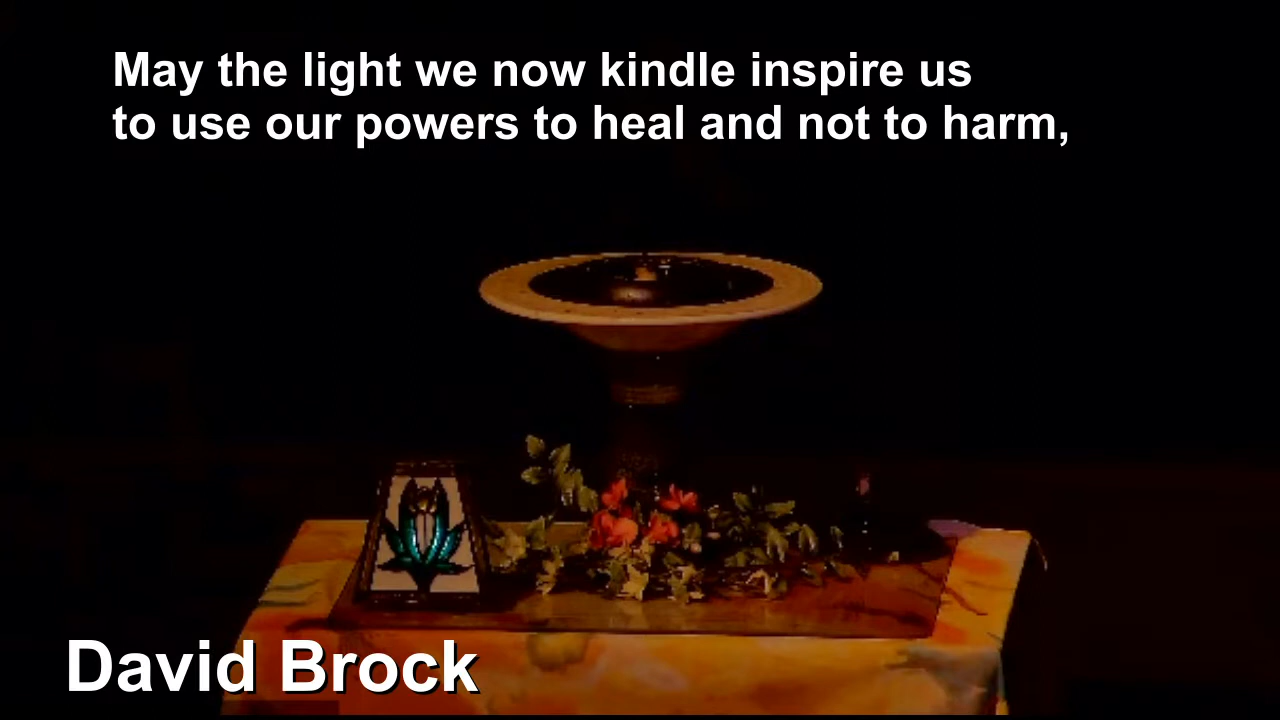 May the light we now kindle inspire us
to use our powers to heal and not to harm,
David Brock